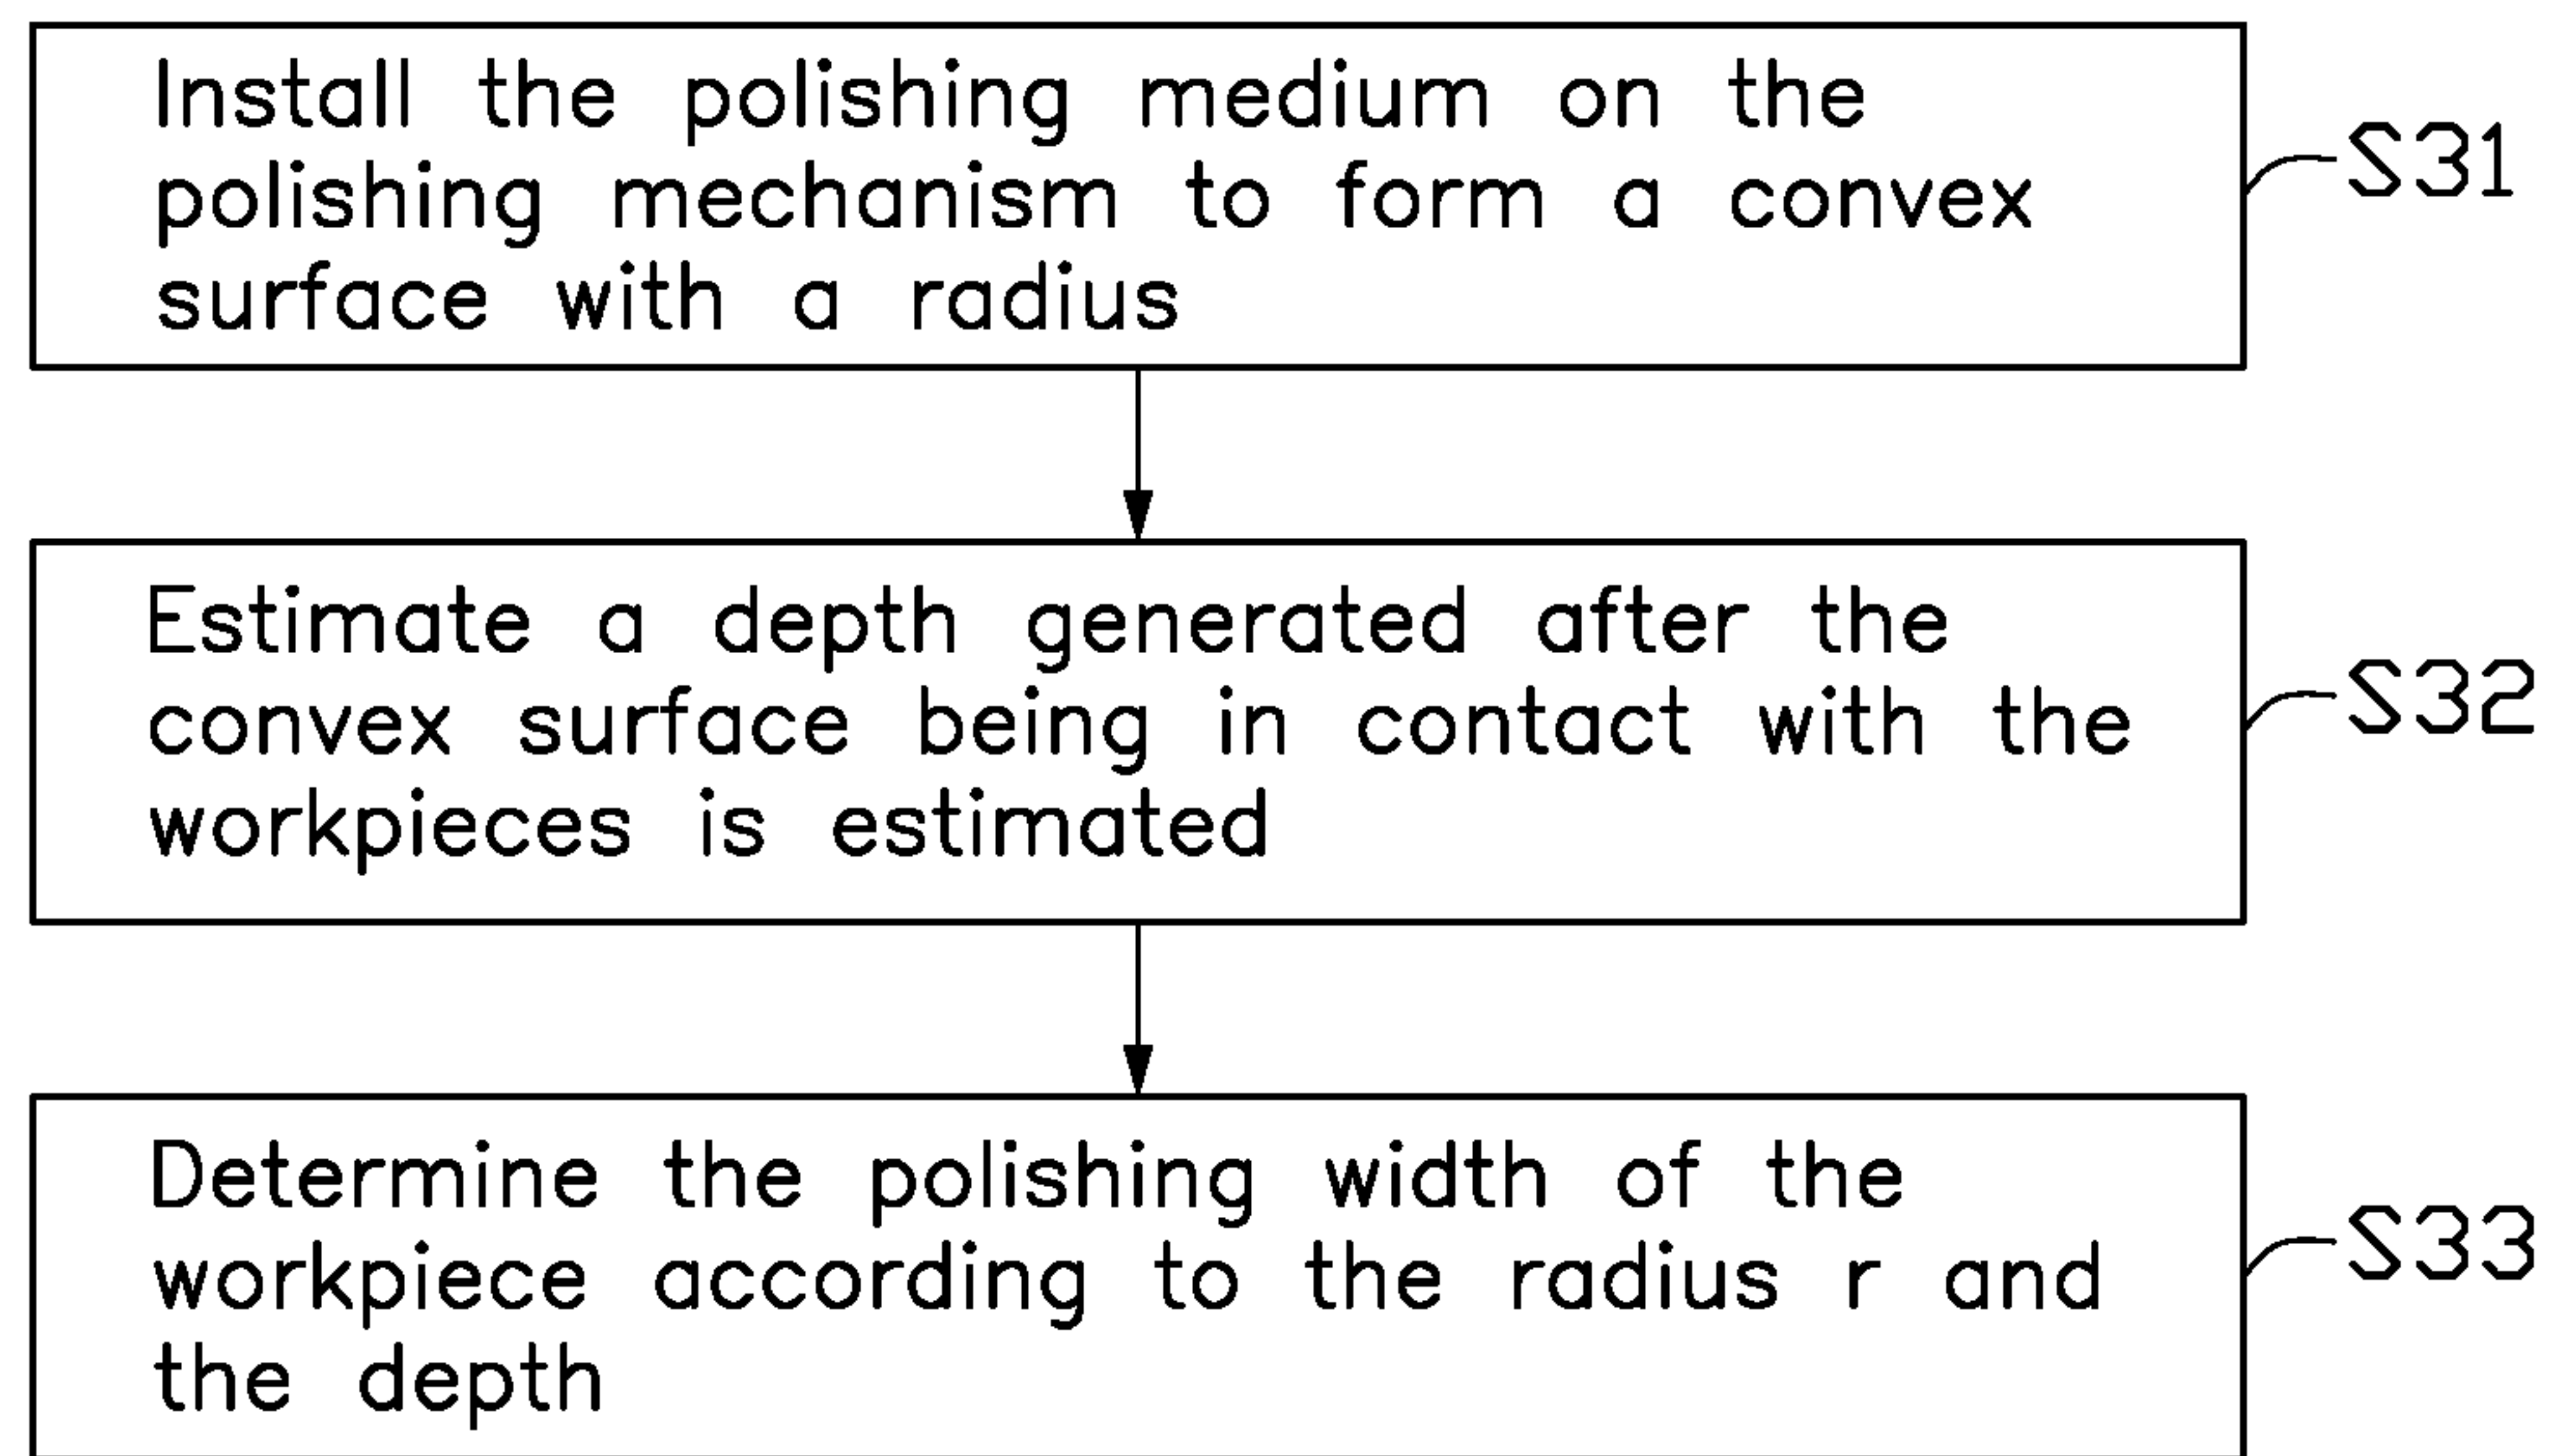 Install the polishing medium on the
polishing mechanism to form a convex
surface with a radius
S31
Estimate a depth generated after the
convex surface being in contact with the
workpieces is estimated
S32
Determine the polishing width of the
workpiece according to the radius r and
the depth
S33